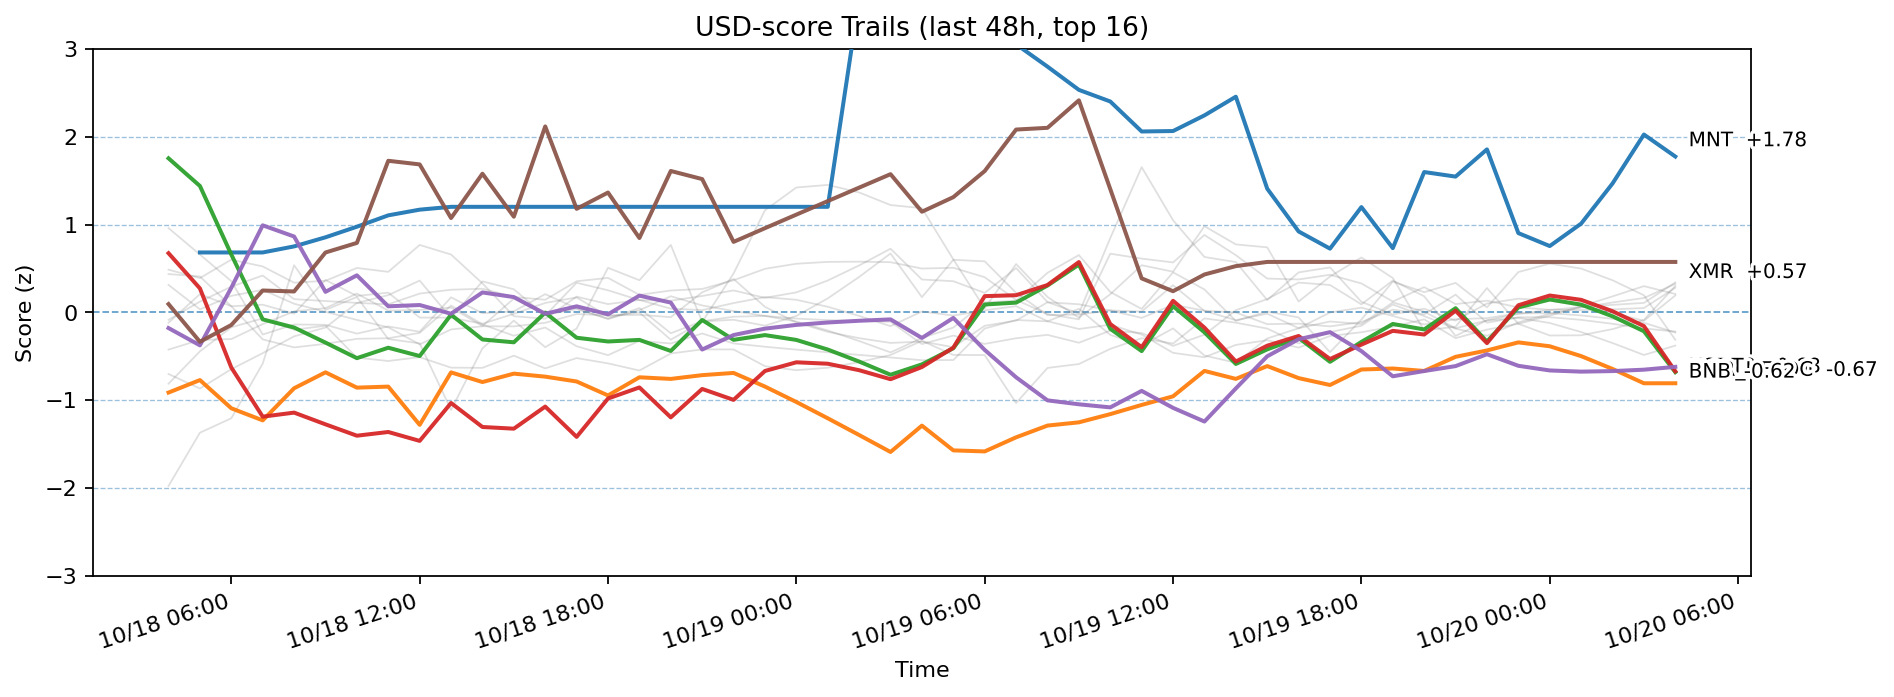 USD-score Trails (last 48h, top 16)
Score (z)
3
2
1
0
−1
−2
−3
MNT +1.78
XMR +0.57
BNB -0.62
-0.67
10/18 06:00
10/18 12:00
10/18 18:00
10/19 00:00
10/19 06:00
10/19 12:00
10/19 18:00
10/20 00:00
10/20 06:00
Time